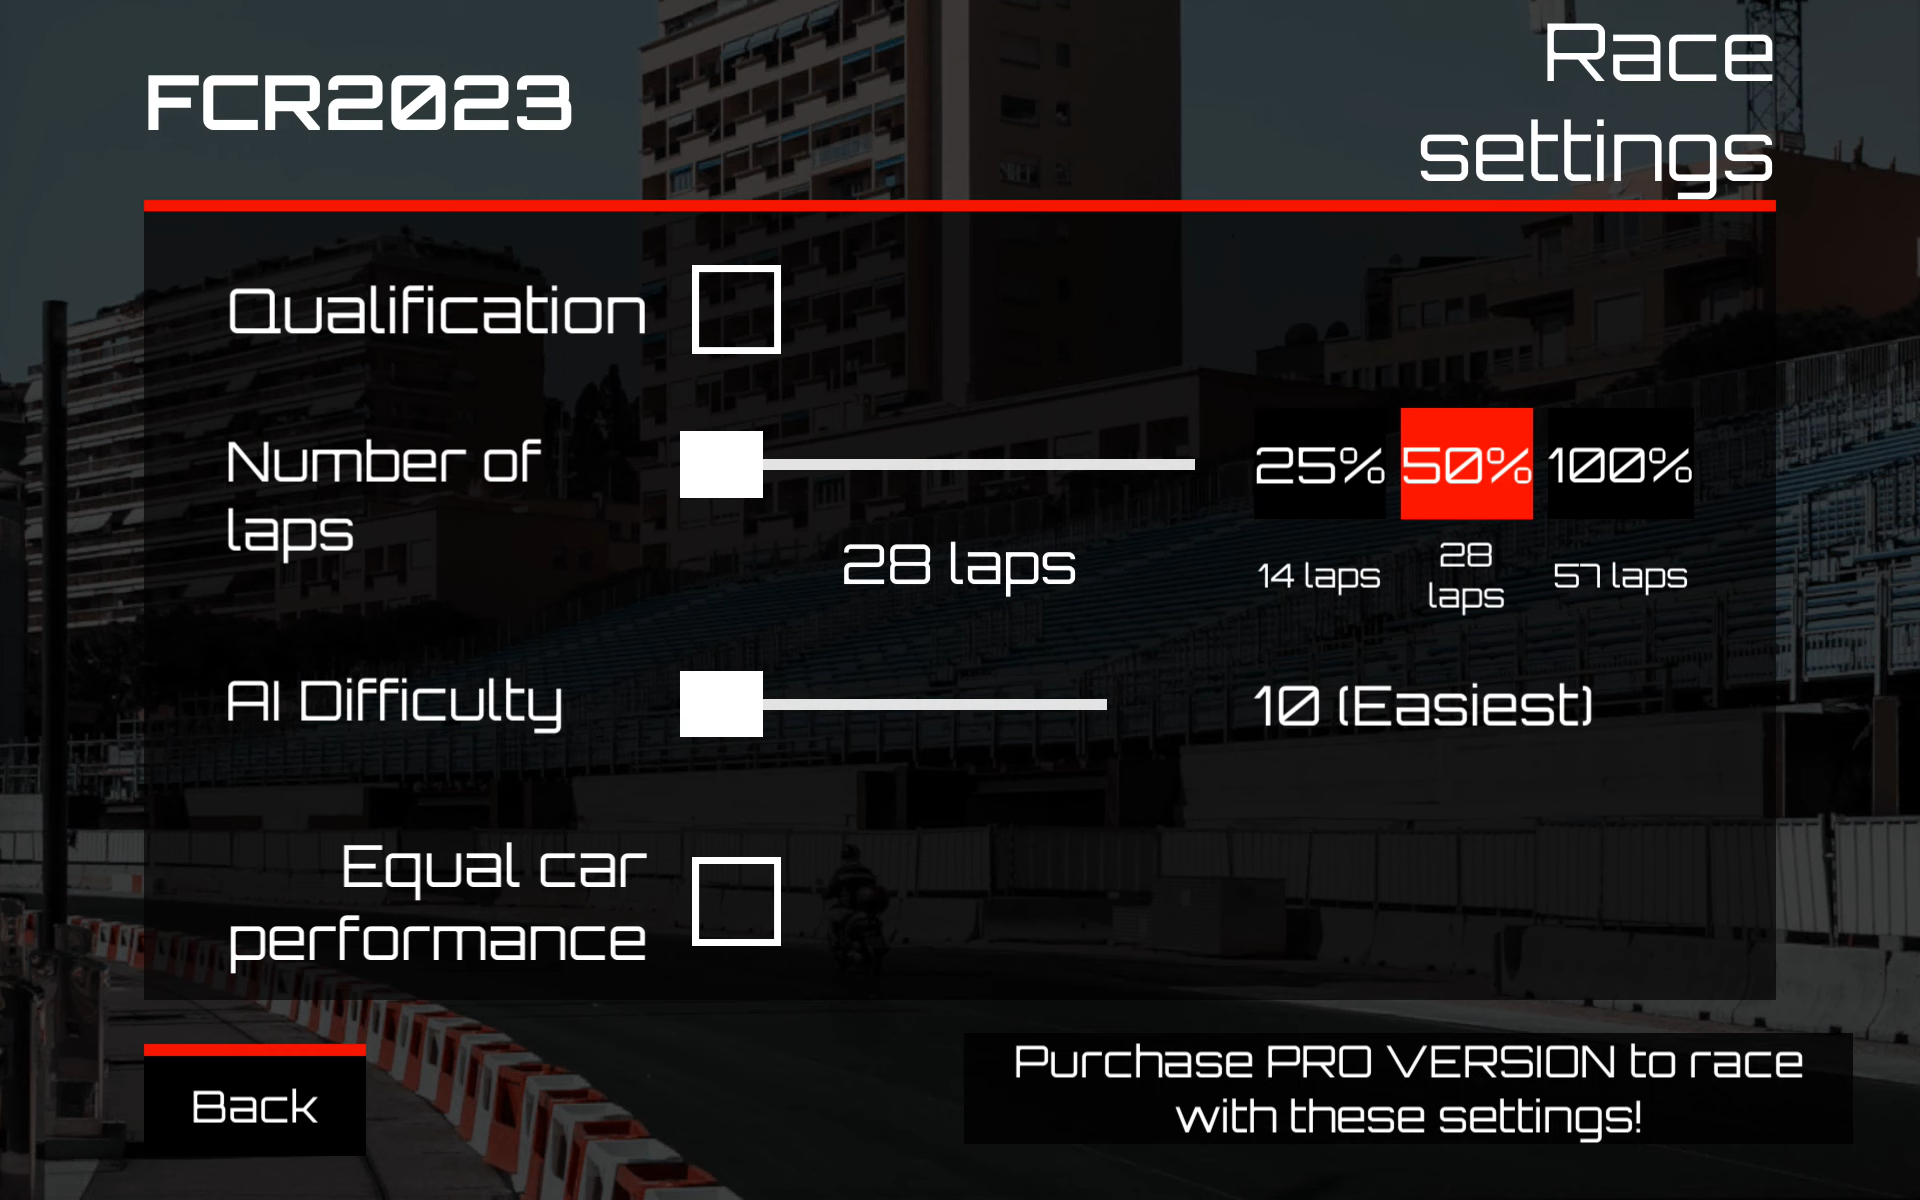 FCR2023
Race
settings
Qualification
Number of
laps
28 laps
25%
50%
100%
14 laps
28
laps
57 laps
AI Difficulty
10 (Easiest)
Equal car
performance
Back
Purchase PRO VERSION to race
with these settings!